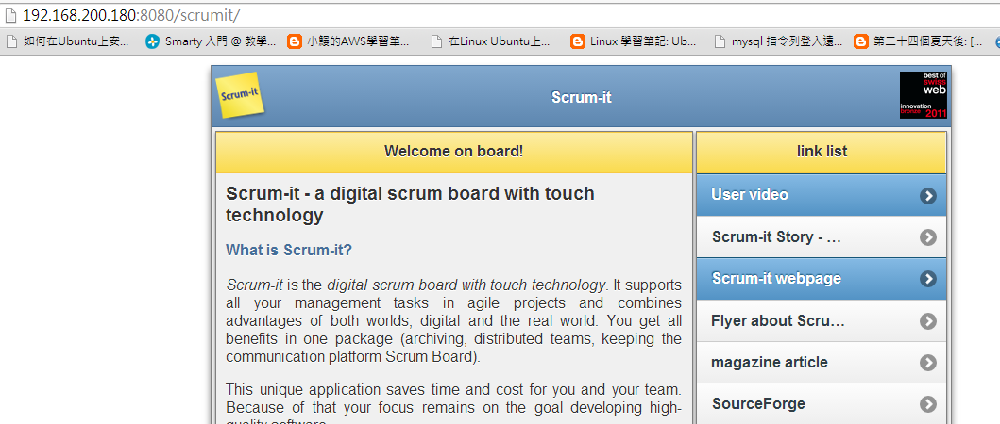 192.168.200.180:8080/scrumit/
如何在Ubuntu上安... Smarty 入門 @ 教學... 小鰻的AWS學習筆... 在Linux Ubuntu上... Linux 學習筆記: Ub... mysql 指令列登入遠... 第二十四個夏天後: [...
Scrum-it
Scrum-it
best of
swiss
web
innovation
bronze 2011
Welcome on board!
Scrum-it - a digital scrum board with touch
technology
What is Scrum-it?
Scrum-it is the digital scrum board with touch technology. It supports
all your management tasks in agile projects and combines
advantages of both worlds, digital and the real world. You get all
benefits in one package (archiving, distributed teams, keeping the
communication platform Scrum Board).
This unique application saves time and cost for you and your team.
Because of that your focus remains on the goal developing high-
quality software.
link list
User video
Scrum-it Story - ...
Scrum-it webpage
Flyer about Scru...
magazine article
SourceForge